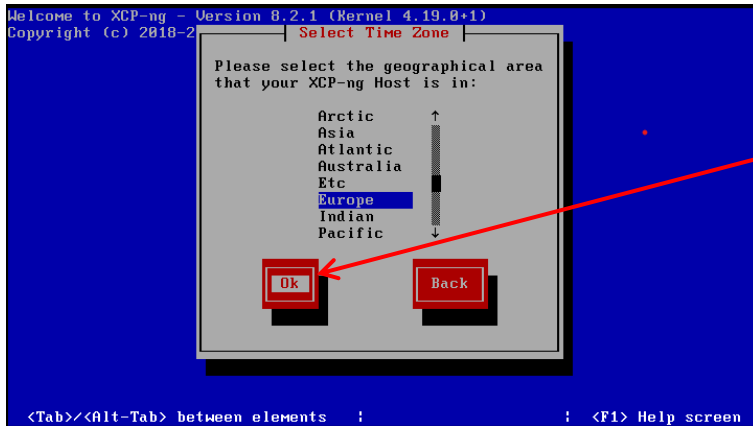 Welcome to XCP-ng - Version 8.2.1 (Kernel 4.19.0+1)
Copyright (c) 2018-2
Select Time Zone
Please select the geographical area
that your XCP-ng Host is in:
Arctic ↑
Asia
Atlantic
Australia
Etc
Europe
Indian
Pacific ↓
Ok Back
<Tab>/<Alt-Tab> between elements ¦ ¦ <F1> Help screen